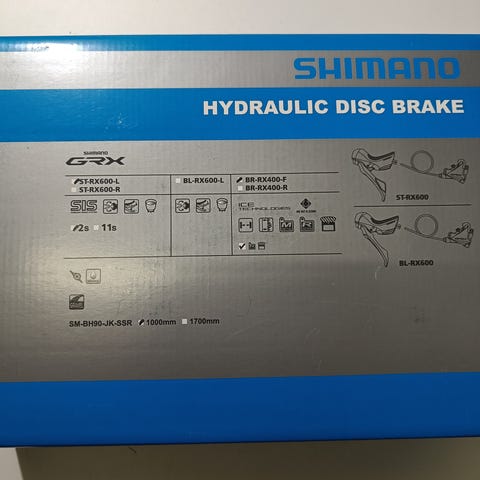 SHIMANO
HYDRAULIC DISC BRAKE
SHIMANO
GRX
ST-RX600-L
ST-RX600-R
BL-RX600-L
BR-RX400-F
BR-RX400-R
SIS
ICE
TECHNOLOGIES
2s 11s
ST-RX600
BL-RX600
SM-BH90-JK-SSR 1000mm 1700mm